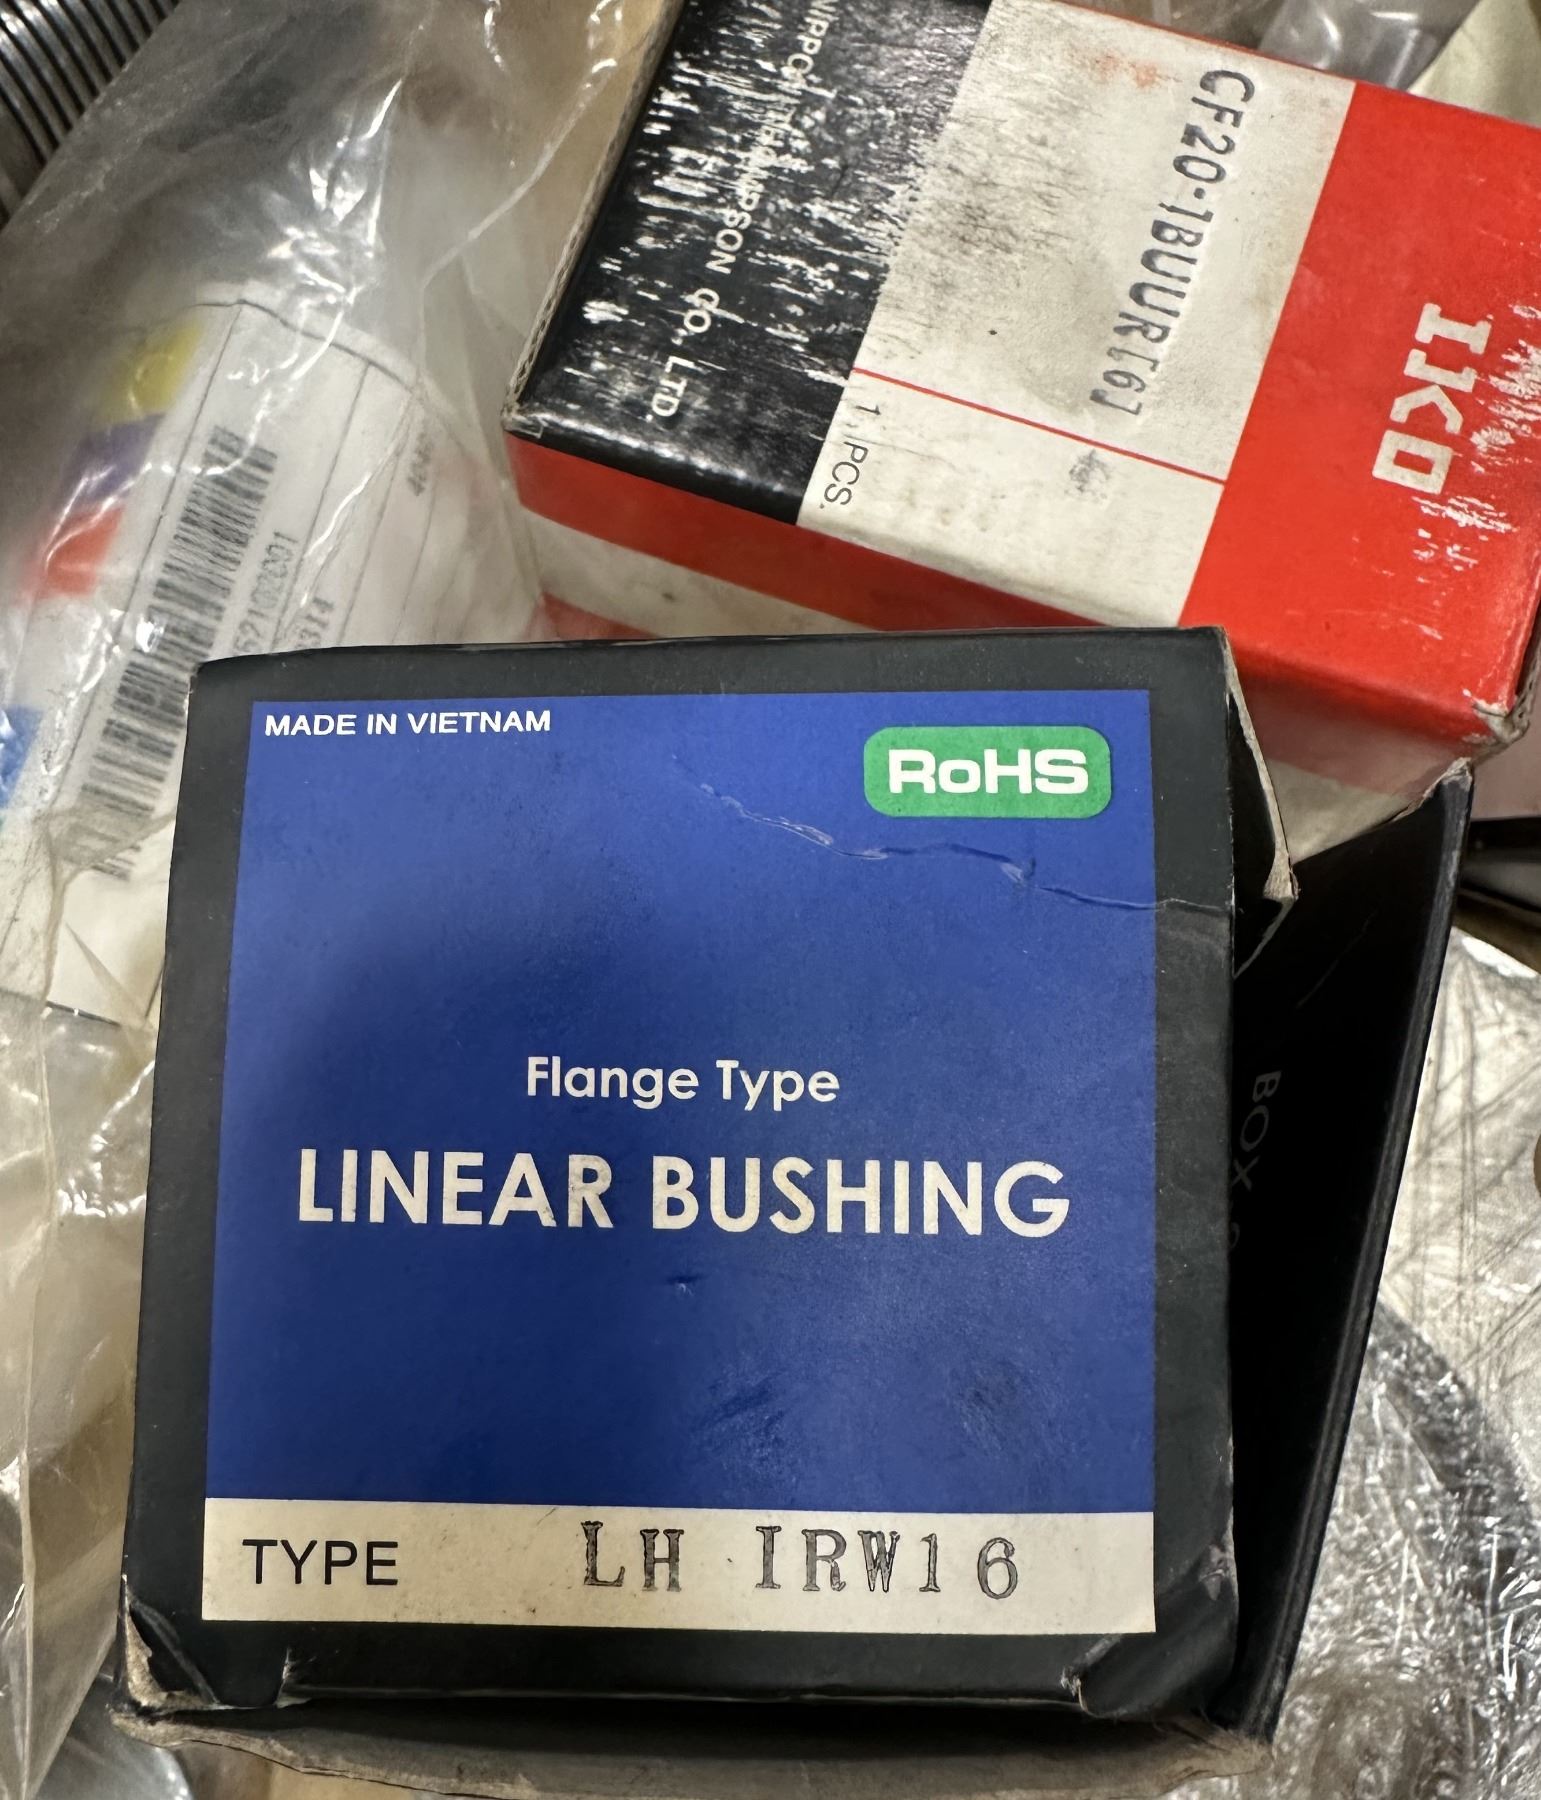 NIPPON THOMPSON CO., LTD.
CF20-1BUUR[6]
1 PCS.
IKO
MADE IN VIETNAM
RoHS
Flange Type
LINEAR BUSHING
TYPE LH IRW16
BOX